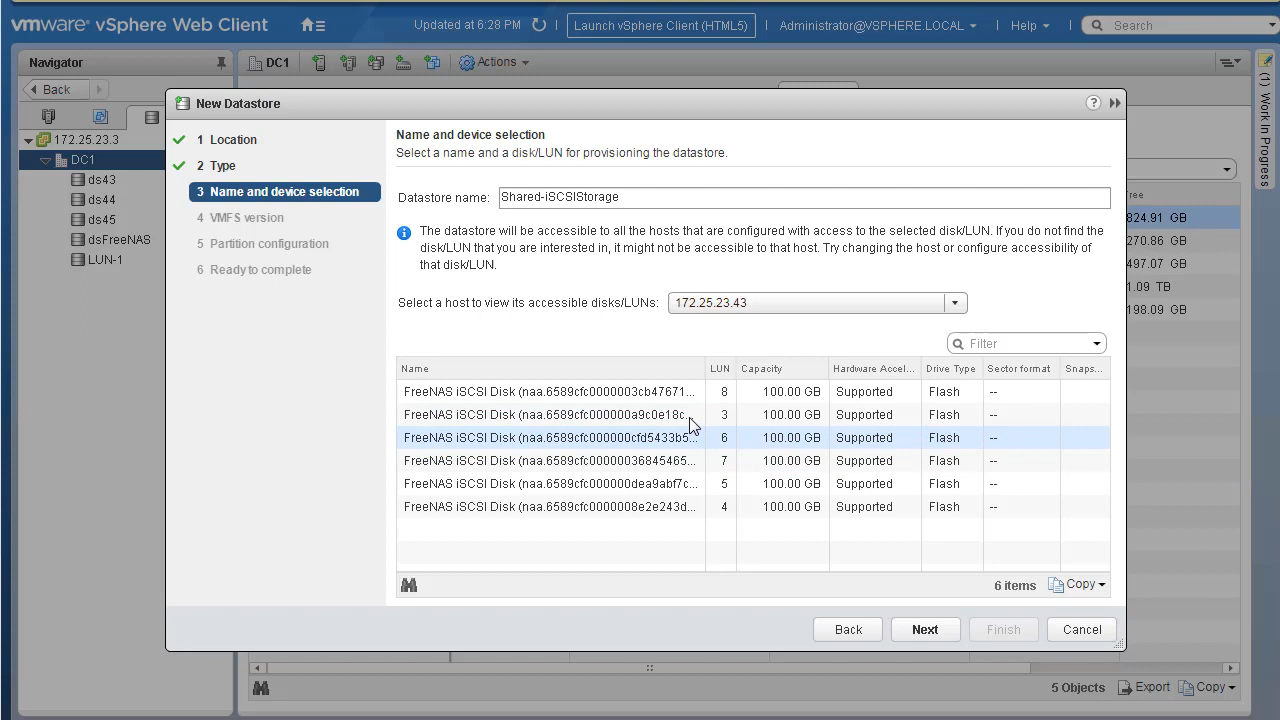 vmware® vSphere Web Client
Updated at 6:28 PM
Launch vSphere Client (HTML5)
Administrator@VSPHERE.LOCAL
Help
Search
Navigator
Back
172.25.23.3
DC1
ds43
ds44
ds45
dsFreeNAS
LUN-1
DC1
Actions
(1) Work In Progress
New Datastore
?
1 Location
2 Type
3 Name and device selection
4 VMFS version
5 Partition configuration
6 Ready to complete
Name and device selection
Select a name and a disk/LUN for provisioning the datastore.
Datastore name: Shared-iSCSIStorage
The datastore will be accessible to all the hosts that are configured with access to the selected disk/LUN. If you do not find the
disk/LUN that you are interested in, it might not be accessible to that host. Try changing the host or configure accessibility of
that disk/LUN.
Select a host to view its accessible disks/LUNs: 172.25.23.43
Filter
Name LUN Capacity Hardware Accel... Drive Type Sector format Snaps...
FreeNAS iSCSI Disk (naa.6589cfc0000003cb47671... 8 100.00 GB Supported Flash --
FreeNAS iSCSI Disk (naa.6589cfc000000a9c0e18c... 3 100.00 GB Supported Flash --
FreeNAS iSCSI Disk (naa.6589cfc000000cfd5433b5... 6 100.00 GB Supported Flash --
FreeNAS iSCSI Disk (naa.6589cfc00000036845465... 7 100.00 GB Supported Flash --
FreeNAS iSCSI Disk (naa.6589cfc000000dea9abf7c... 5 100.00 GB Supported Flash --
FreeNAS iSCSI Disk (naa.6589cfc0000008e2e243d... 4 100.00 GB Supported Flash --
6 items Copy
Back Next Finish Cancel
Free
824.91 GB
270.86 GB
497.07 GB
1.09 TB
198.09 GB
5 Objects Export Copy